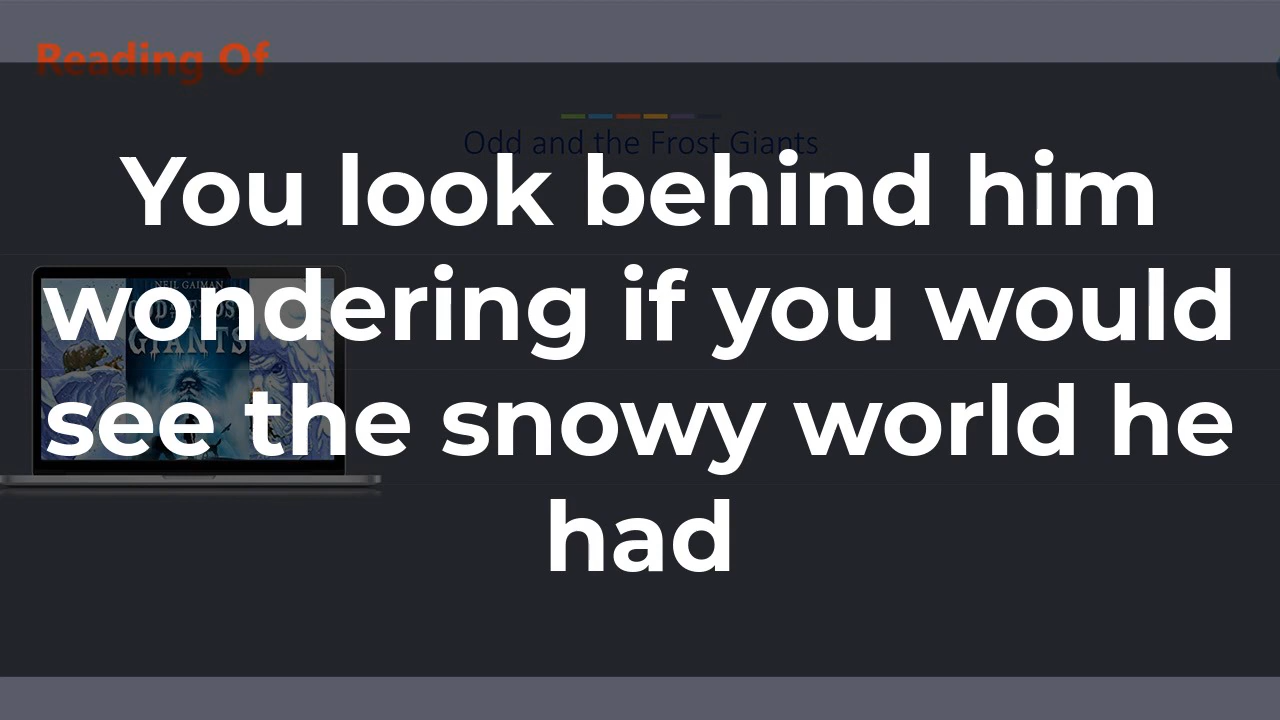 Reading Of
Odd and the Frost Giants
You look behind him
wondering if you would
see the snowy world he
had
NEIL GAIMAN
GIANTS